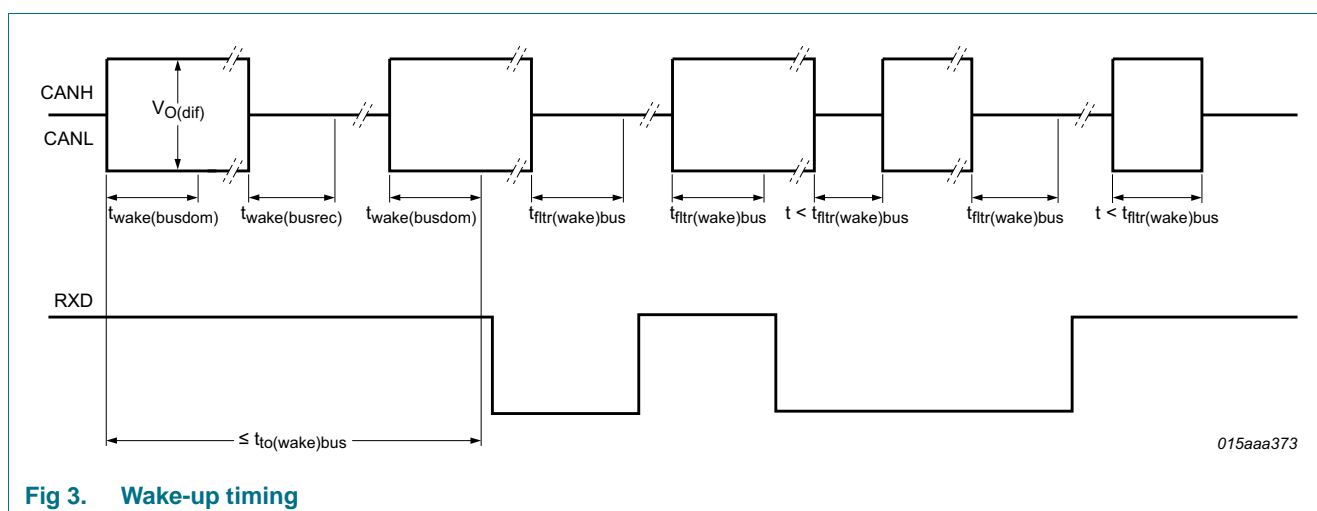 CANH
V_O(dif)
CANL
t_wake(busdom) t_wake(busrec) t_wake(busdom) t_fltr(wake)bus t_fltr(wake)bus t < t_fltr(wake)bus t_fltr(wake)bus t < t_fltr(wake)bus
RXD
≤ t_to(wake)bus
015aaa373
Fig 3. Wake-up timing